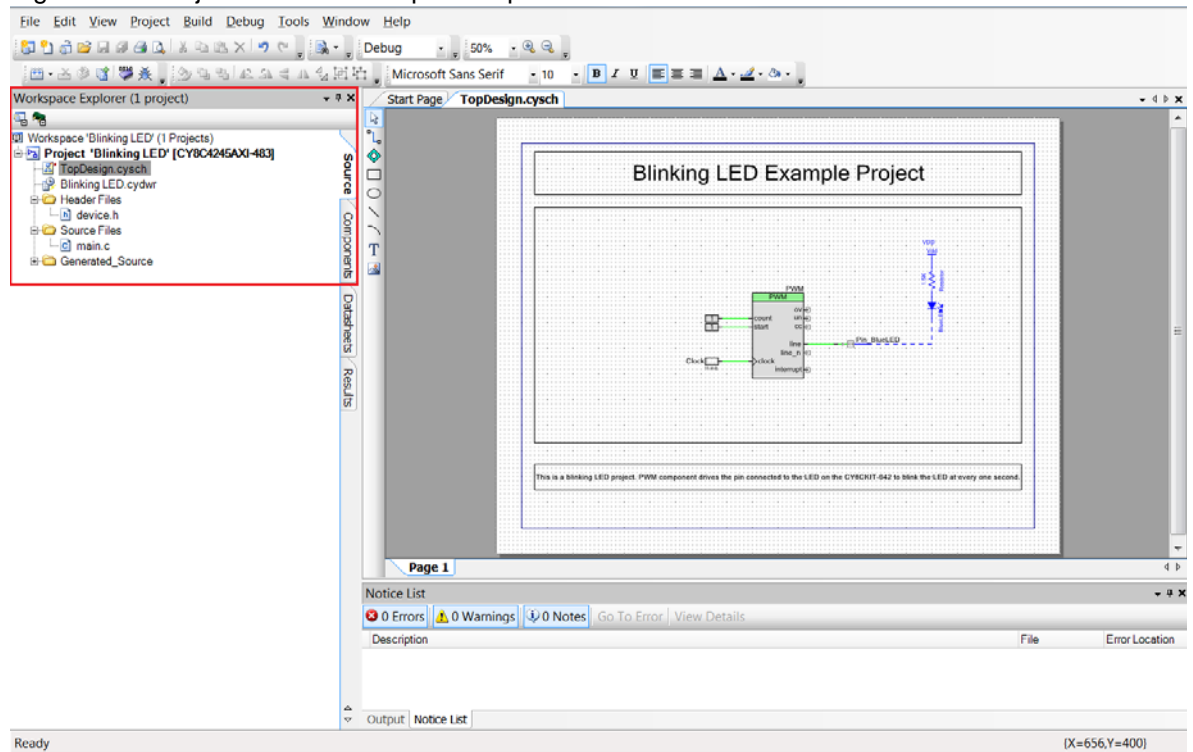 File Edit View Project Build Debug Tools Window Help
Debug 50%
Microsoft Sans Serif 10 B I U A
Workspace Explorer (1 project)
Workspace 'Blinking LED' (1 Projects)
Project 'Blinking LED' [CY8C4245AXI-483]
TopDesign.cysch
Blinking LED.cydwr
Header Files
device.h
Source Files
main.c
Generated_Source
Source
Components
Datasheets
Results
Start Page TopDesign.cysch
Blinking LED Example Project
PWM
PWM
count
start
ov
un
cc
line
line_n
Clock
clock
interrupt
Pin_BlueLED
Resistor
This is a blinking LED project. PWM component drives the pin connected to the LED on the CY8CKIT-042 to blink the LED at every one second.
Page 1
Notice List
0 Errors 0 Warnings 0 Notes Go To Error View Details
Description File Error Location
Output Notice List
Ready [X=656,Y=400]